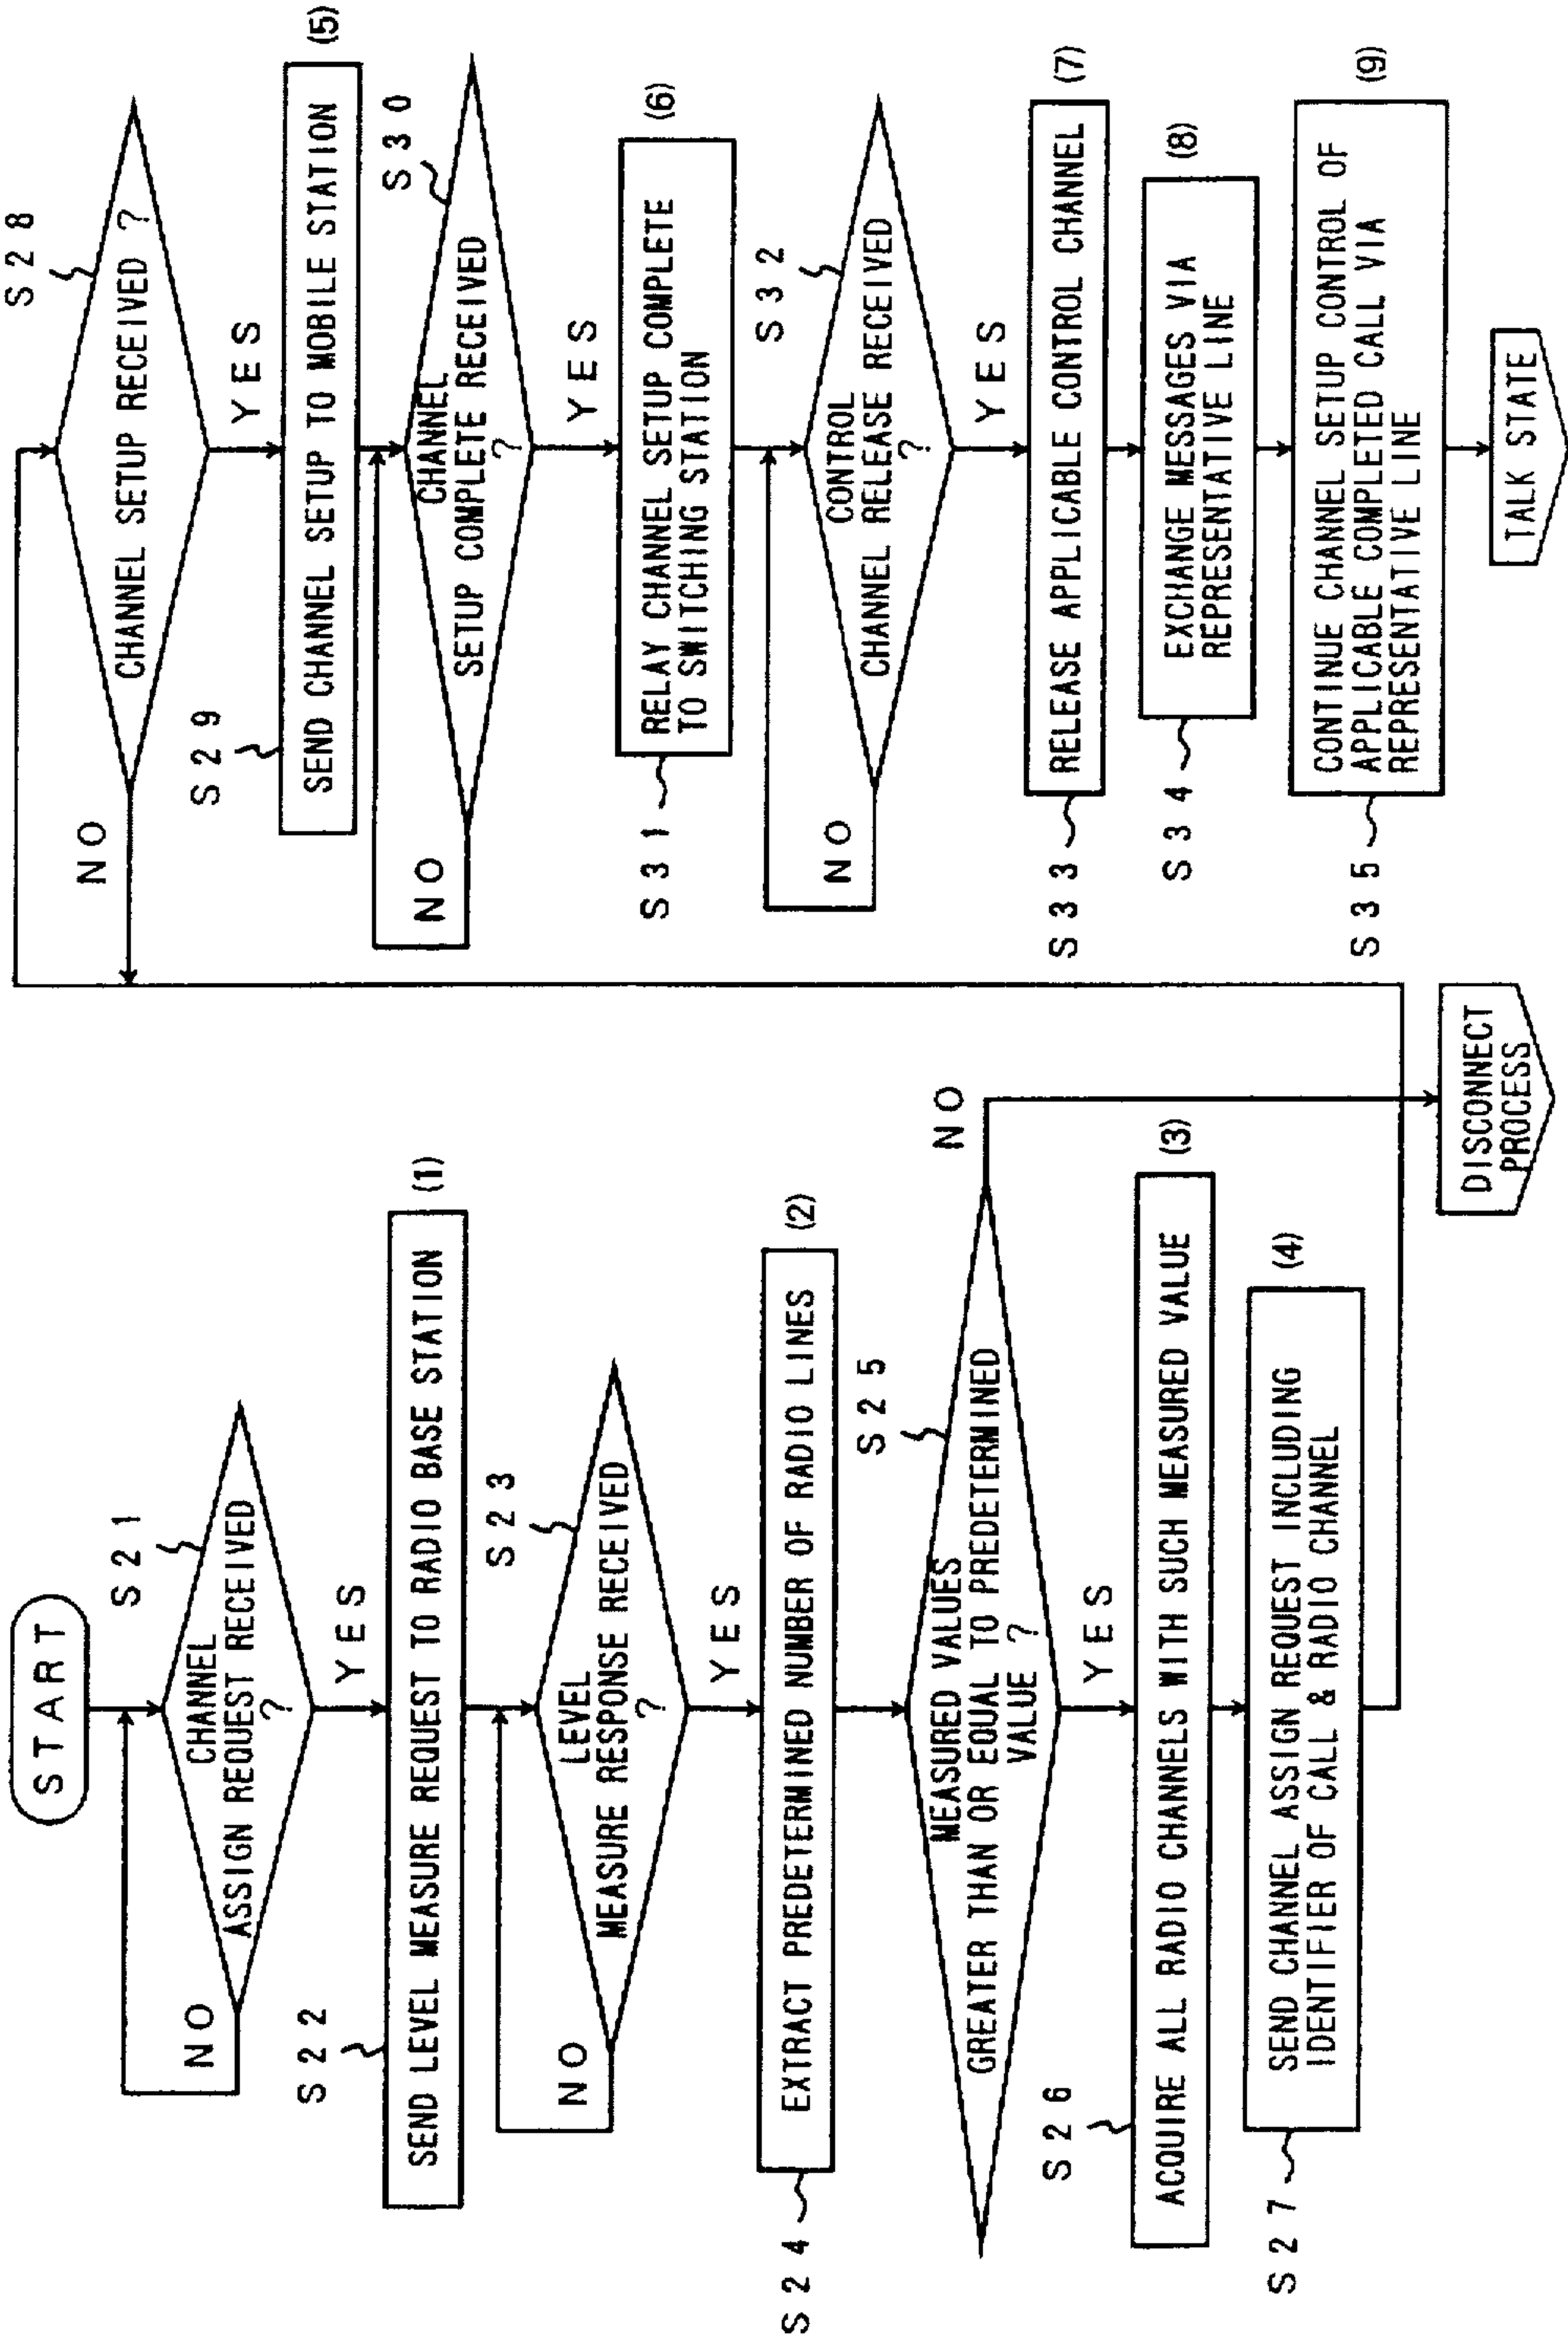 START
S21
CHANNEL
ASSIGN REQUEST RECEIVED
?
NO
YES
S22
SEND LEVEL MEASURE REQUEST TO RADIO BASE STATION
(1)
S23
LEVEL
MEASURE RESPONSE RECEIVED
?
NO
YES
S24
EXTRACT PREDETERMINED NUMBER OF RADIO LINES
(2)
S25
MEASURED VALUES
GREATER THAN OR EQUAL TO PREDETERMINED
VALUE ?
NO
YES
S26
ACQUIRE ALL RADIO CHANNELS WITH SUCH MEASURED VALUE
(3)
S27
SEND CHANNEL ASSIGN REQUEST INCLUDING
IDENTIFIER OF CALL & RADIO CHANNEL
(4)
DISCONNECT
PROCESS
S28
CHANNEL SETUP RECEIVED ?
NO
YES
S29
SEND CHANNEL SETUP TO MOBILE STATION
(5)
S30
CHANNEL
SETUP COMPLETE RECEIVED
?
NO
YES
S31
RELAY CHANNEL SETUP COMPLETE
TO SWITCHING STATION
(6)
S32
CONTROL
CHANNEL RELEASE RECEIVED
?
NO
YES
S33
RELEASE APPLICABLE CONTROL CHANNEL
(7)
S34
EXCHANGE MESSAGES VIA
REPRESENTATIVE LINE
(8)
S35
CONTINUE CHANNEL SETUP CONTROL OF
APPLICABLE COMPLETED CALL VIA
REPRESENTATIVE LINE
(9)
TALK STATE